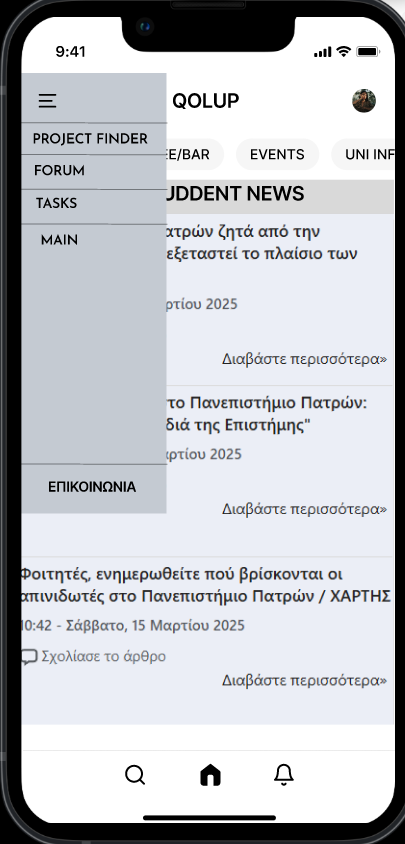 9:41
QOLUP
PROJECT FINDER
FORUM
TASKS
MAIN
ΕΠΙΚΟΙΝΩΝΙΑ
E/BAR
EVENTS
UNI INF
UDDENT NEWS
ατρών ζητά από την
εξεταστεί το πλαίσιο των
ρτίου 2025
Διαβάστε περισσότερα»
το Πανεπιστήμιο Πατρών:
διά της Επιστήμης"
ρτίου 2025
Διαβάστε περισσότερα»
Φοιτητές, ενημερωθείτε πού βρίσκονται οι
απινιδωτές στο Πανεπιστήμιο Πατρών / ΧΑΡΤΗΣ
10:42 - Σάββατο, 15 Μαρτίου 2025
Σχολίασε το άρθρο
Διαβάστε περισσότερα»